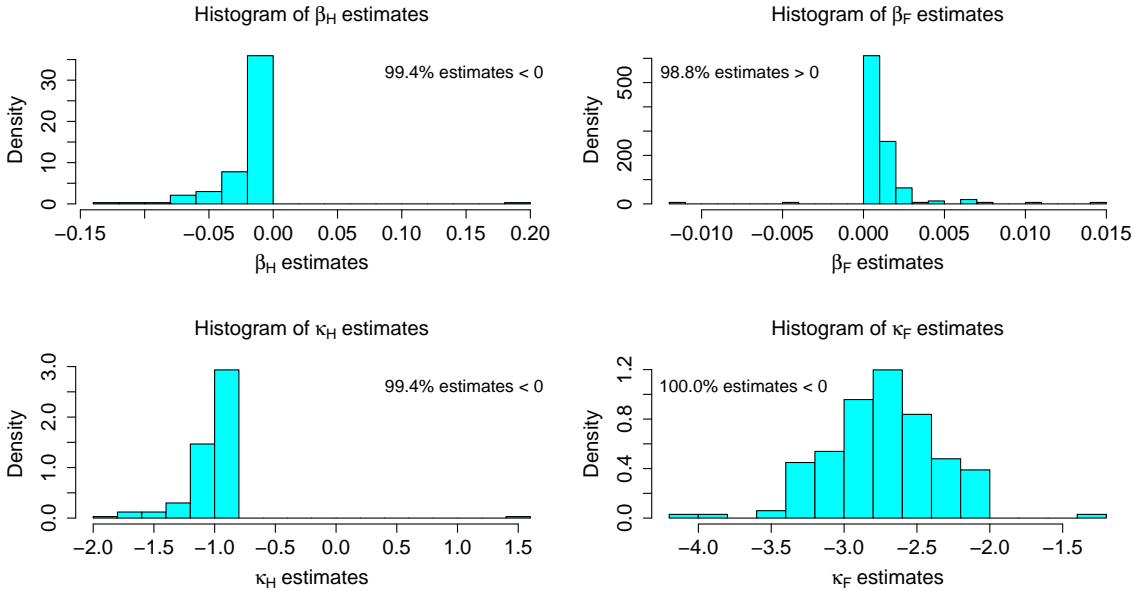 Histogram of βH estimates
99.4% estimates < 0
Density
0 10 30
−0.15 −0.05 0.00 0.05 0.10 0.15 0.20
βH estimates
Histogram of βF estimates
98.8% estimates > 0
Density
0 200 500
−0.010 −0.005 0.000 0.005 0.010 0.015
βF estimates
Histogram of κH estimates
99.4% estimates < 0
Density
0.0 1.0 2.0 3.0
−2.0 −1.5 −1.0 −0.5 0.0 0.5 1.0 1.5
κH estimates
Histogram of κF estimates
100.0% estimates < 0
Density
0.0 0.4 0.8 1.2
−4.0 −3.5 −3.0 −2.5 −2.0 −1.5
κF estimates